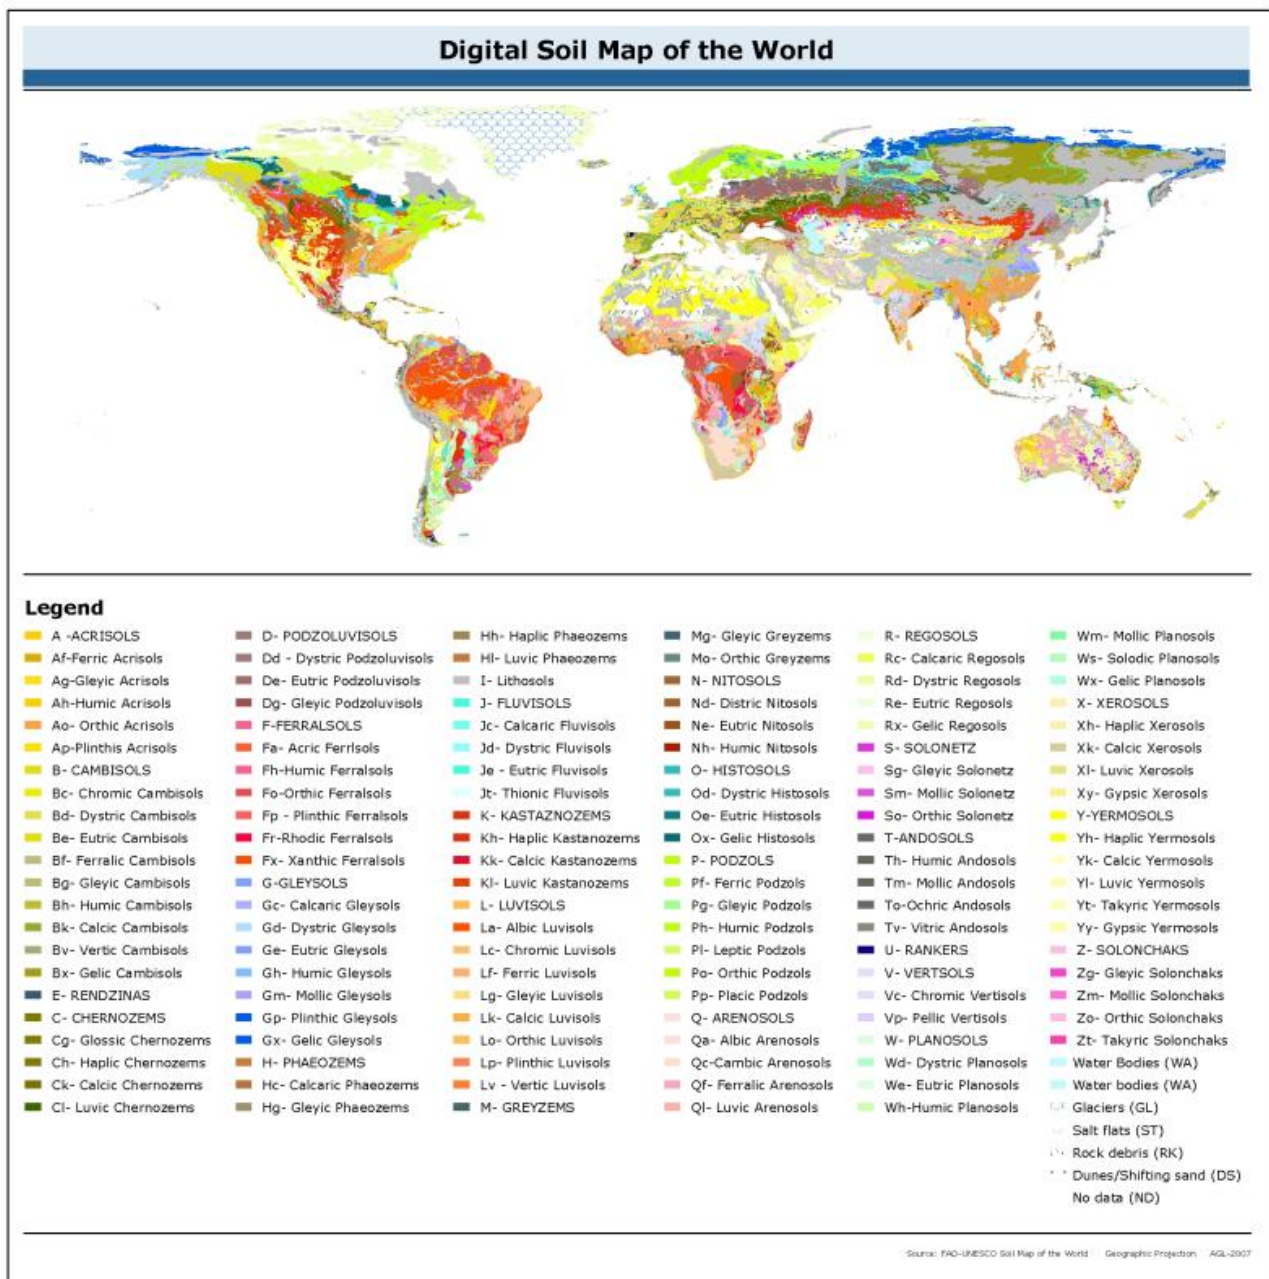 Digital Soil Map of the World
Legend
A -ACRISOLS
Af-Ferric Acrisols
Ag-Gleyic Acrisols
Ah-Humic Acrisols
Ao- Orthic Acrisols
Ap-Plinthis Acrisols
B- CAMBISOLS
Bc- Chromic Cambisols
Bd- Dystric Cambisols
Be- Eutric Cambisols
Bf- Ferralic Cambisols
Bg- Gleyic Cambisols
Bh- Humic Cambisols
Bk- Calcic Cambisols
Bv- Vertic Cambisols
Bx- Gelic Cambisols
E- RENDZINAS
C- CHERNOZEMS
Cg- Glossic Chernozems
Ch- Haplic Chernozems
Ck- Calcic Chernozems
Cl- Luvic Chernozems
D- PODZOLUVISOLS
Dd - Dystric Podzoluvisols
De- Eutric Podzoluvisols
Dg- Gleyic Podzoluvisols
F-FERRALSOLS
Fa- Acric Ferrlsols
Fh-Humic Ferralsols
Fo-Orthic Ferralsols
Fp - Plinthic Ferralsols
Fr-Rhodic Ferralsols
Fx- Xanthic Ferralsols
G-GLEYSOLS
Gc- Calcaric Gleysols
Gd- Dystric Gleysols
Ge- Eutric Gleysols
Gh- Humic Gleysols
Gm- Mollic Gleysols
Gp- Plinthic Gleysols
Gx- Gelic Gleysols
H- PHAEOZEMS
Hc- Calcaric Phaeozems
Hg- Gleyic Phaeozems
Hh- Haplic Phaeozems
Hl- Luvic Phaeozems
I- Lithosols
J- FLUVISOLS
Jc- Calcaric Fluvisols
Jd- Dystric Fluvisols
Je - Eutric Fluvisols
Jt- Thionic Fluvisols
K- KASTAZNOZEMS
Kh- Haplic Kastanozems
Kk- Calcic Kastanozems
Kl- Luvic Kastanozems
L- LUVISOLS
La- Albic Luvisols
Lc- Chromic Luvisols
Lf- Ferric Luvisols
Lg- Gleyic Luvisols
Lk- Calcic Luvisols
Lo- Orthic Luvisols
Lp- Plinthic Luvisols
Lv - Vertic Luvisols
M- GREYZEMS
Mg- Gleyic Greyzems
Mo- Orthic Greyzems
N- NITOSOLS
Nd- Distric Nitosols
Ne- Eutric Nitosols
Nh- Humic Nitosols
O- HISTOSOLS
Od- Dystric Histosols
Oe- Eutric Histosols
Ox- Gelic Histosols
P- PODZOLS
Pf- Ferric Podzols
Pg- Gleyic Podzols
Ph- Humic Podzols
Pl- Leptic Podzols
Po- Orthic Podzols
Pp- Placic Podzols
Q- ARENOSOLS
Qa- Albic Arenosols
Qc-Cambic Arenosols
Qf- Ferralic Arenosols
Ql- Luvic Arenosols
R- REGOSOLS
Rc- Calcaric Regosols
Rd- Dystric Regosols
Re- Eutric Regosols
Rx- Gelic Regosols
S- SOLONETZ
Sg- Gleyic Solonetz
Sm- Mollic Solonetz
So- Orthic Solonetz
T-ANDOSOLS
Th- Humic Andosols
Tm- Mollic Andosols
To-Ochric Andosols
Tv- Vitric Andosols
U- RANKERS
V- VERTSOLS
Vc- Chromic Vertisols
Vp- Pellic Vertisols
W- PLANOSOLS
Wd- Dystric Planosols
We- Eutric Planosols
Wh-Humic Planosols
Wm- Mollic Planosols
Ws- Solodic Planosols
Wx- Gelic Planosols
X- XEROSOLS
Xh- Haplic Xerosols
Xk- Calcic Xerosols
Xl- Luvic Xerosols
Xy- Gypsic Xerosols
Y-YERMOSOLS
Yh- Haplic Yermosols
Yk- Calcic Yermosols
Yl- Luvic Yermosols
Yt- Takyric Yermosols
Yy- Gypsic Yermosols
Z- SOLONCHAKS
Zg- Gleyic Solonchaks
Zm- Mollic Solonchaks
Zo- Orthic Solonchaks
Zt- Takyric Solonchaks
Water Bodies (WA)
Water bodies (WA)
Glaciers (GL)
Salt flats (ST)
Rock debris (RK)
Dunes/Shifting sand (DS)
No data (ND)
Source: FAO-UNESCO Soil Map of the World Geographic Projection AGL-2007